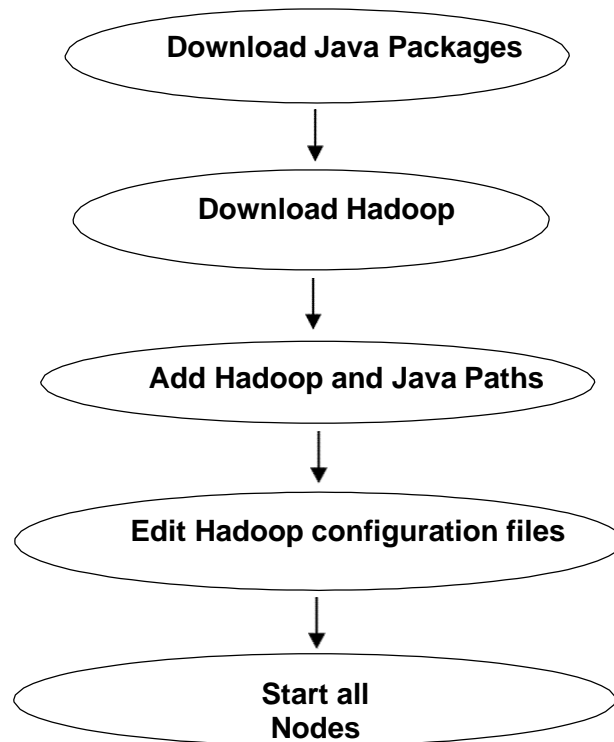 Download Java Packages
Download Hadoop
Add Hadoop and Java Paths
Edit Hadoop configuration files
Start all
Nodes